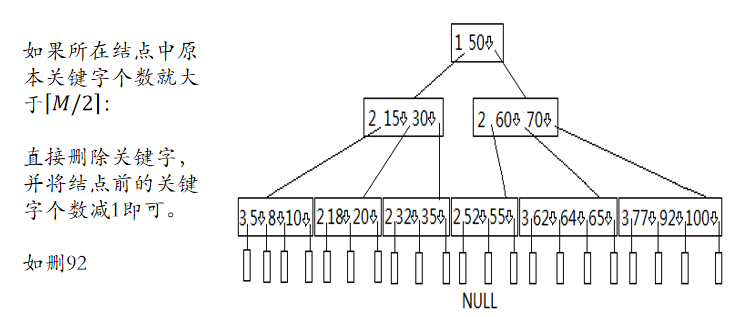 如果所在结点中原
本关键字个数就大
于⌈M/2⌉:
直接删除关键字,
并将结点前的关键
字个数减1即可。
如删92
1 50⇩
2 15⇩30⇩
2 60⇩70⇩
3,5⇩8⇩10⇩
2,18⇩20⇩
2,32⇩35⇩
2,52⇩55⇩
3,62⇩64⇩65⇩
3,77⇩92⇩100⇩
NULL